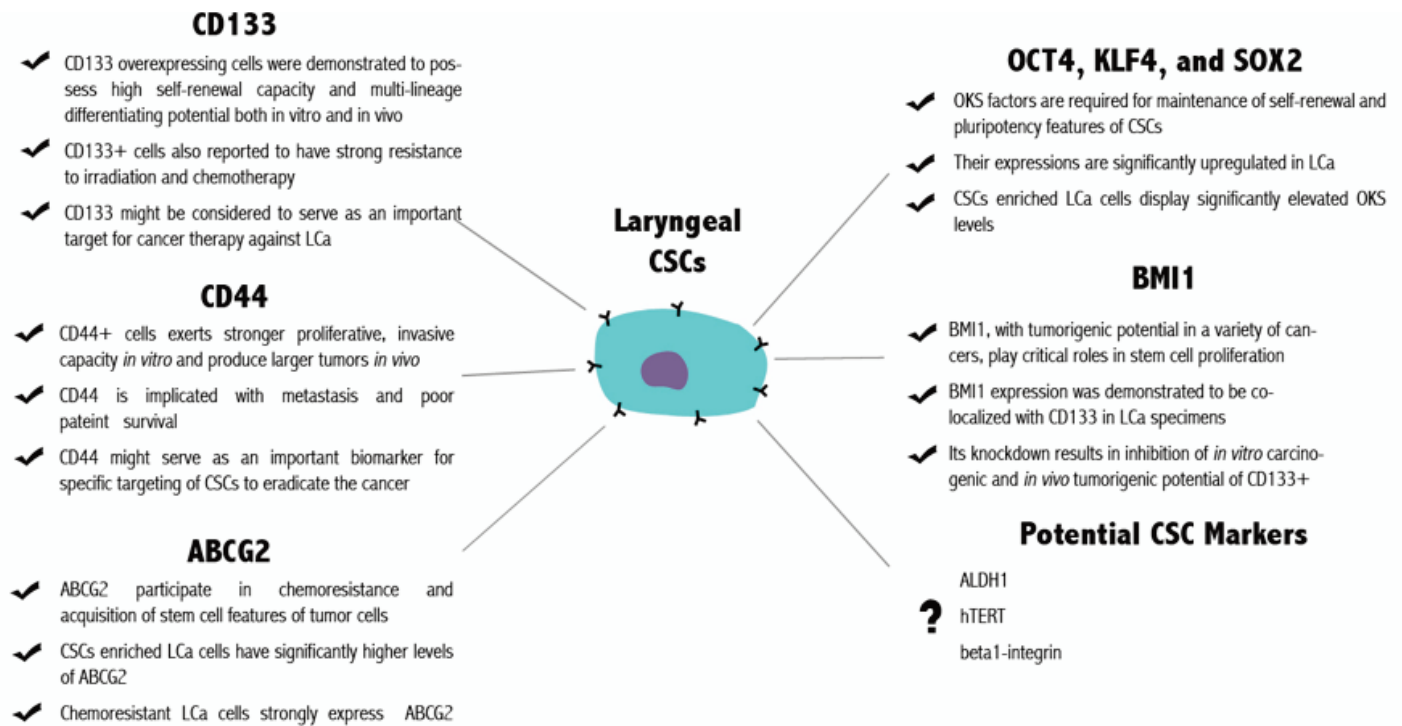 CD133
CD133 overexpressing cells were demonstrated to pos-
sess high self-renewal capacity and multi-lineage
differentiating potential both in vitro and in vivo
CD133+ cells also reported to have strong resistance
to irradiation and chemotherapy
CD133 might be considered to serve as an important
target for cancer therapy against LCa
CD44
CD44+ cells exerts stronger proliferative, invasive
capacity in vitro and produce larger tumors in vivo
CD44 is implicated with metastasis and poor
pateint survival
CD44 might serve as an important biomarker for
specific targeting of CSCs to eradicate the cancer
ABCG2
ABCG2 participate in chemoresistance and
acquisition of stem cell features of tumor cells
CSCs enriched LCa cells have significantly higher levels
of ABCG2
Chemoresistant LCa cells strongly express ABCG2
Laryngeal
CSCs
OCT4, KLF4, and SOX2
OKS factors are required for maintenance of self-renewal and
pluripotency features of CSCs
Their expressions are significantly upregulated in LCa
CSCs enriched LCa cells display significantly elevated OKS
levels
BMI1
BMI1, with tumorigenic potential in a variety of can-
cers, play critical roles in stem cell proliferation
BMI1 expression was demonstrated to be co-
localized with CD133 in LCa specimens
Its knockdown results in inhibition of in vitro carcino-
genic and in vivo tumorigenic potential of CD133+
Potential CSC Markers
ALDH1
? hTERT
beta1-integrin